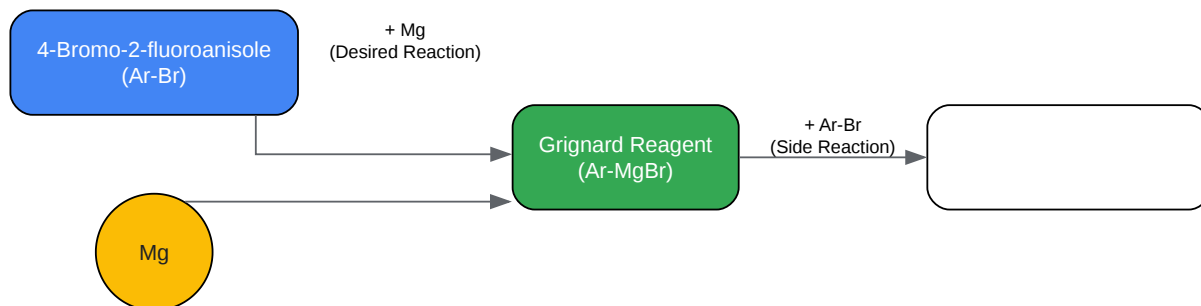 4-Bromo-2-fluoroanisole
(Ar-Br)
+ Mg
(Desired Reaction)
Grignard Reagent
(Ar-MgBr)
+ Ar-Br
(Side Reaction)
Mg